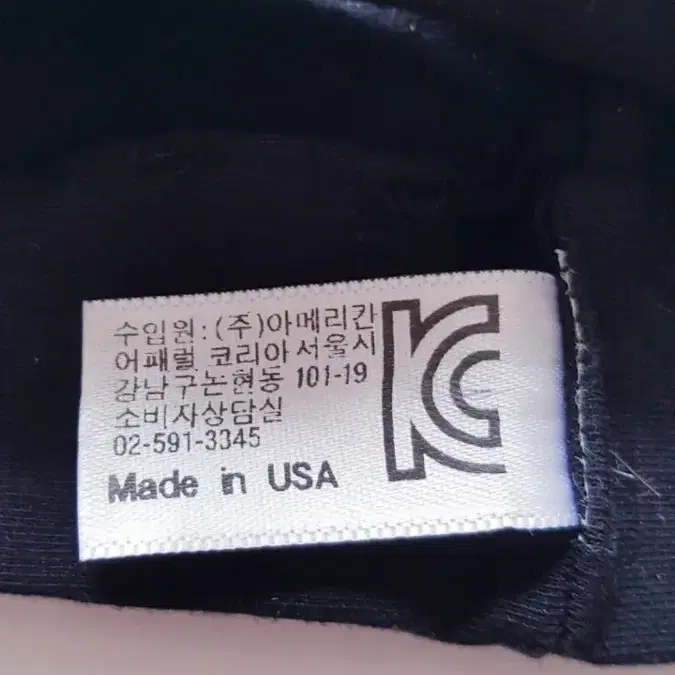 수입원:(주)아메리칸
어패럴 코리아서울시
강남구논현동 101-19
소비자상담실
02-591-3345
Made in USA
KC